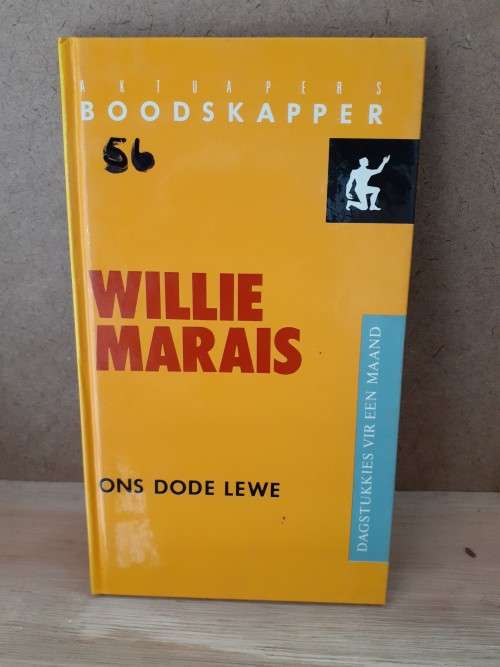 AKTUAPERS
BOODSKAPPER
56
WILLIE
MARAIS
ONS DODE LEWE
DAGSTUKKIES VIR EEN MAAND